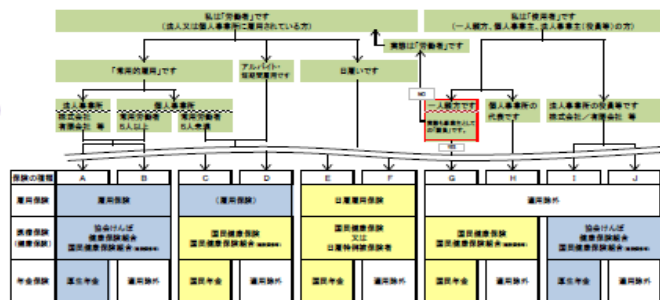 私は「労働者」です
(法人又は個人事業所に雇用されている方)
私は「使用者」です
(一人親方、個人事業主、法人事業主(役員等)の方)
実態は「労働者」です
「常用的雇用」です
アルバイト・
短期雇用です
日雇いです
NO
法人事業所
株式会社
有限会社 等
個人事業所
常用労働者
5人以上
常用労働者
5人未満
一人親方です
個人事業所の
代表です
法人事業所の役員等です
株式会社/有限会社 等
YES
保険の種類 A B C D E F G H I J
雇用保険 雇用保険 (雇用保険) 日雇雇用保険 適用除外
医療保険
(健康保険)
協会けんぽ
健康保険組合
国民健康保険組合
国民健康保険
国民健康保険組合
国民健康保険
又は
日雇特例被保険者
国民健康保険
国民健康保険組合
協会けんぽ
健康保険組合
国民健康保険組合
年金保険 厚生年金 適用除外 国民年金 適用除外 国民年金 適用除外 国民年金 適用除外 厚生年金 適用除外